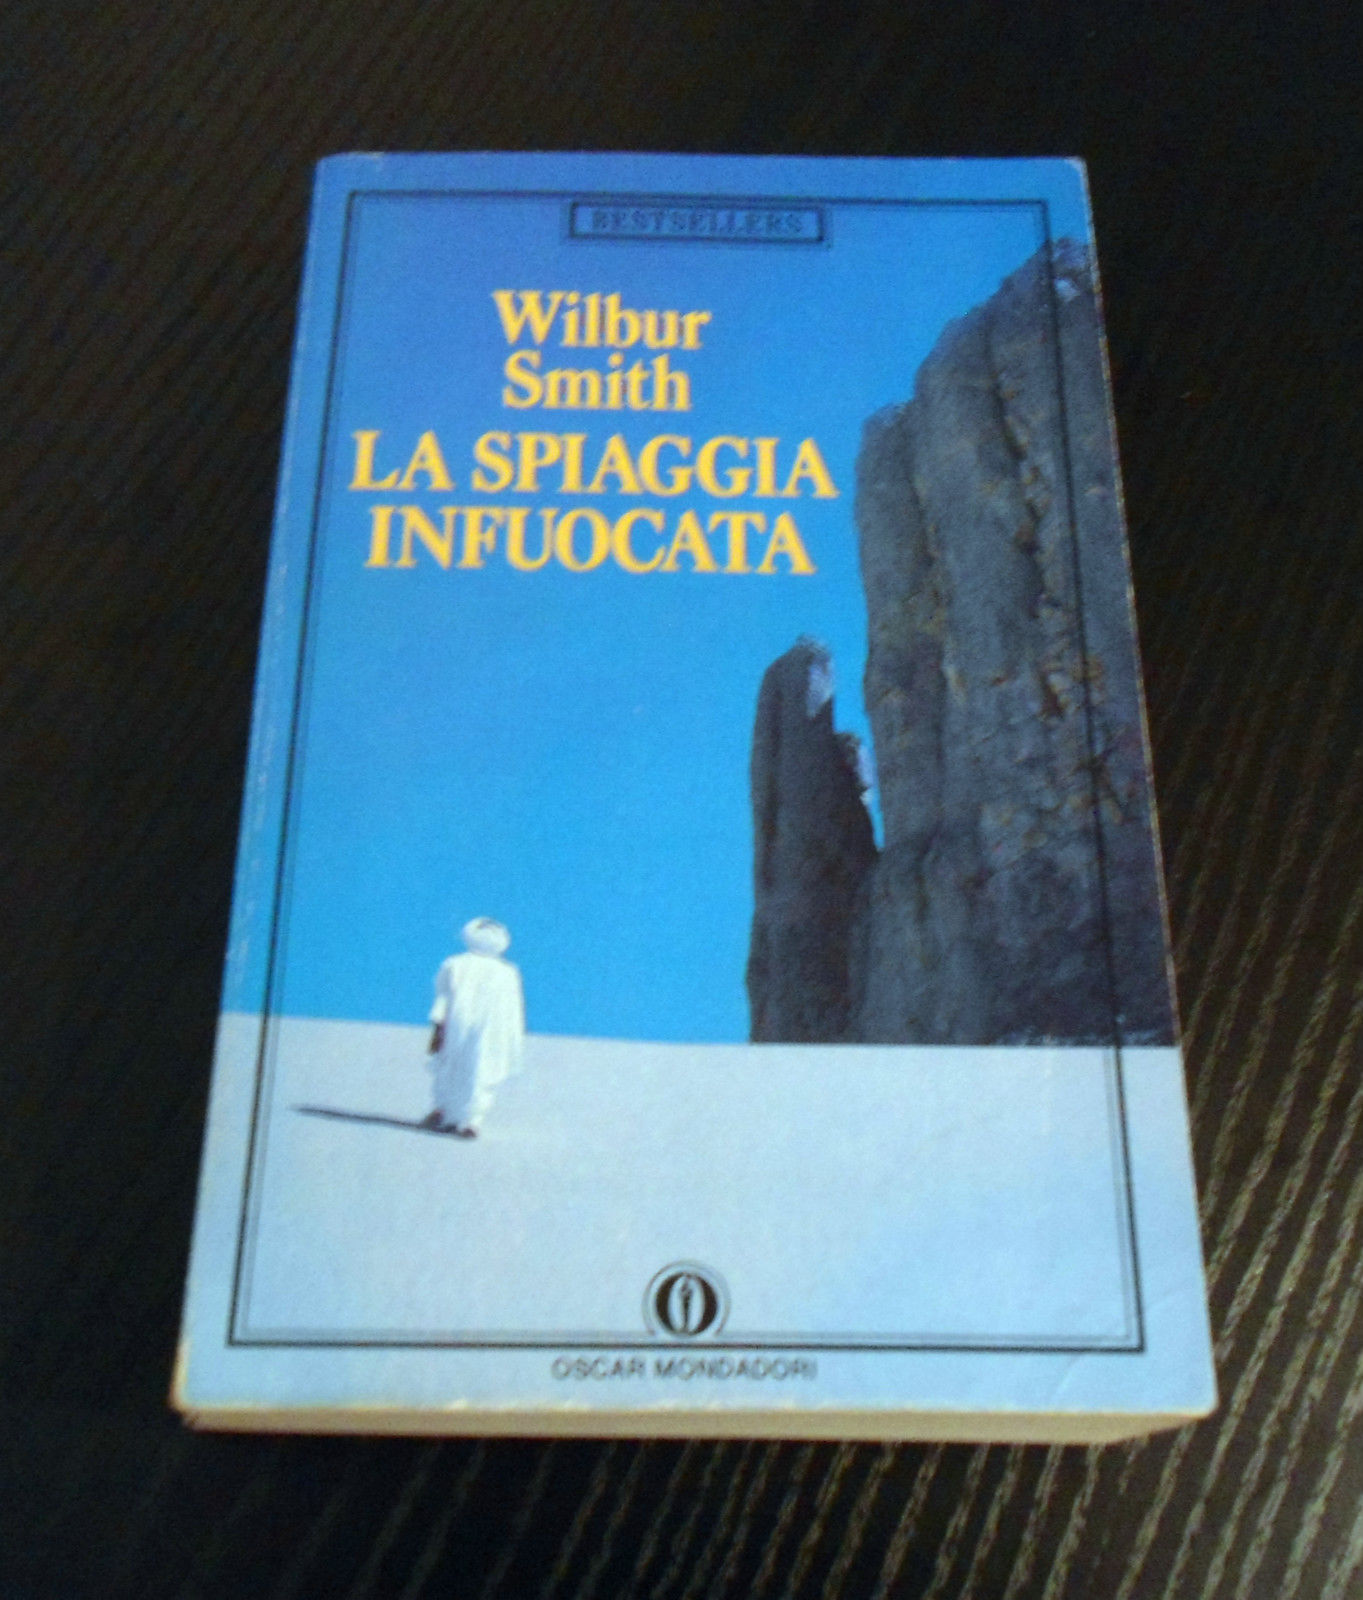 BESTSELLERS
Wilbur
Smith
LA SPIAGGIA
INFUOCATA
OSCAR MONDADORI